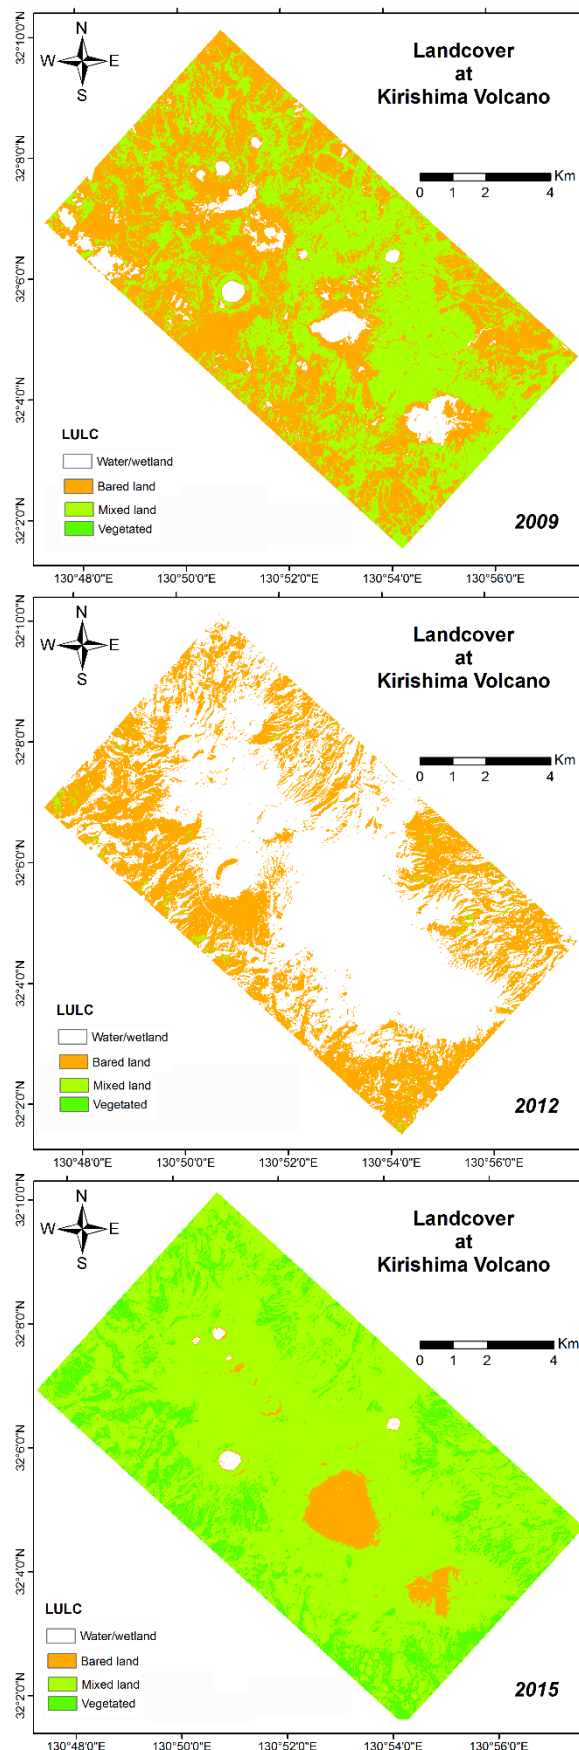 N
W E
S
Landcover
at
Kirishima Volcano
Km
0 1 2 4
32°10'0"N
32°8'0"N
32°6'0"N
32°4'0"N
32°2'0"N
LULC
Water/wetland
Bared land
Mixed land
Vegetated
2009
130°48'0"E 130°50'0"E 130°52'0"E 130°54'0"E 130°56'0"E
N
W E
S
Landcover
at
Kirishima Volcano
Km
0 1 2 4
32°10'0"N
32°8'0"N
32°6'0"N
32°4'0"N
32°2'0"N
LULC
Water/wetland
Bared land
Mixed land
Vegetated
2012
130°48'0"E 130°50'0"E 130°52'0"E 130°54'0"E 130°56'0"E
N
W E
S
Landcover
at
Kirishima Volcano
Km
0 1 2 4
32°10'0"N
32°8'0"N
32°6'0"N
32°4'0"N
32°2'0"N
LULC
Water/wetland
Bared land
Mixed land
Vegetated
2015
130°48'0"E 130°50'0"E 130°52'0"E 130°54'0"E 130°56'0"E